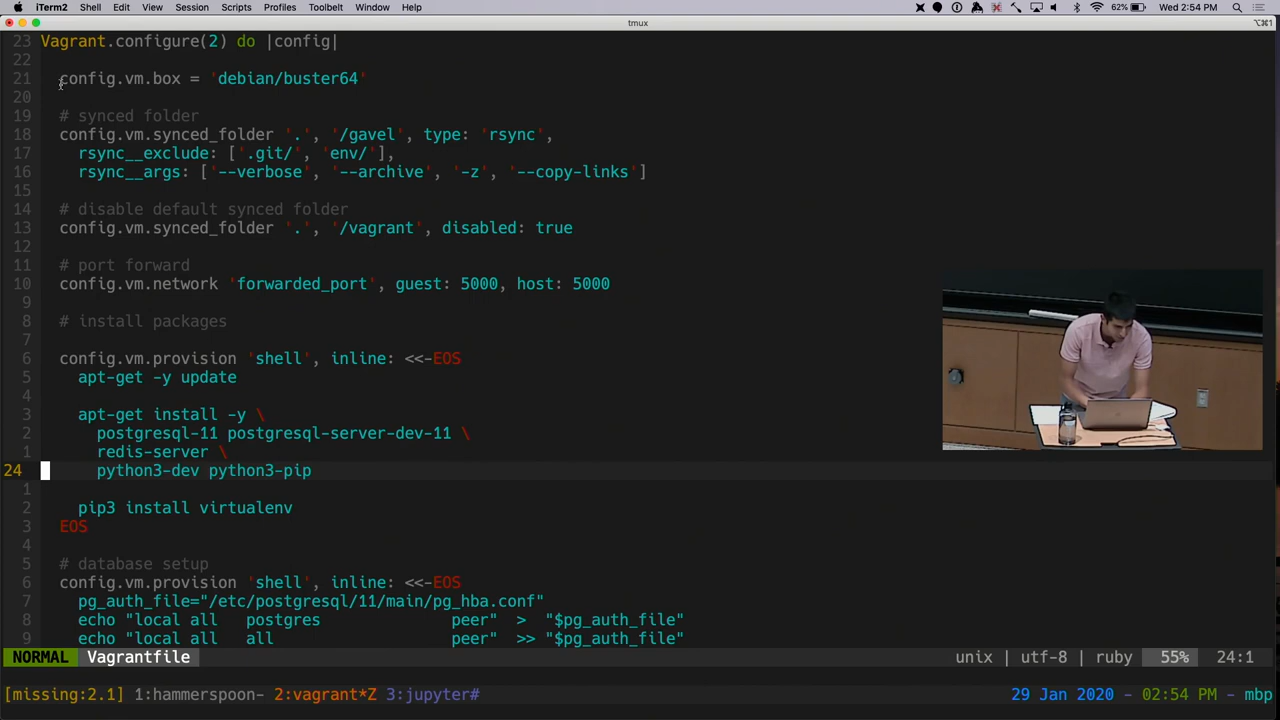 iTerm2 Shell Edit View Session Scripts Profiles Toolbelt Window Help 62% Wed 2:54 PM
tmux ⌥⌘1
23 Vagrant.configure(2) do |config|
22
21   config.vm.box = 'debian/buster64'
20
19   # synced folder
18   config.vm.synced_folder '.', '/gavel', type: 'rsync',
17     rsync__exclude: ['.git/', 'env/'],
16     rsync__args: ['--verbose', '--archive', '-z', '--copy-links']
15
14   # disable default synced folder
13   config.vm.synced_folder '.', '/vagrant', disabled: true
12
11   # port forward
10   config.vm.network 'forwarded_port', guest: 5000, host: 5000
9
8   # install packages
7
6   config.vm.provision 'shell', inline: <<-EOS
5     apt-get -y update
4
3     apt-get install -y \
2       postgresql-11 postgresql-server-dev-11 \
1       redis-server \
24       python3-dev python3-pip
1
2     pip3 install virtualenv
3   EOS
4
5   # database setup
6   config.vm.provision 'shell', inline: <<-EOS
7     pg_auth_file="/etc/postgresql/11/main/pg_hba.conf"
8     echo "local all   postgres              peer" >  "$pg_auth_file"
9     echo "local all   all                   peer" >> "$pg_auth_file"
NORMAL Vagrantfile unix | utf-8 | ruby 55% 24:1
[missing:2.1] 1:hammerspoon- 2:vagrant*Z 3:jupyter# 29 Jan 2020 - 02:54 PM - mbp